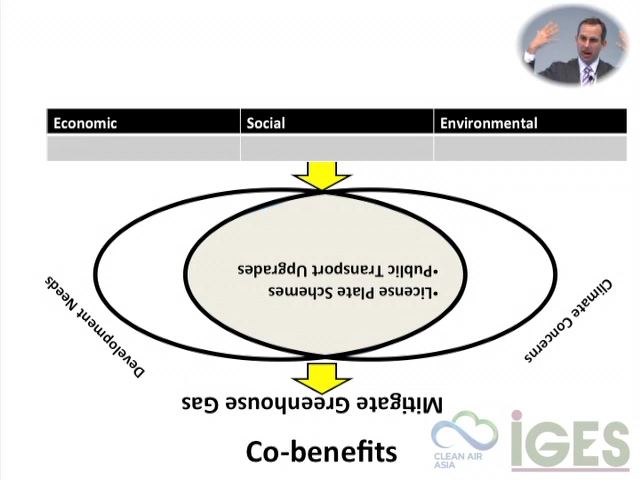 Economic Social Environmental
•Public Transport Upgrades
•License Plate Schemes
Development Needs
Climate Concerns
Mitigate Greenhouse Gas
Co-benefits
CLEAN AIR
ASIA
iGES